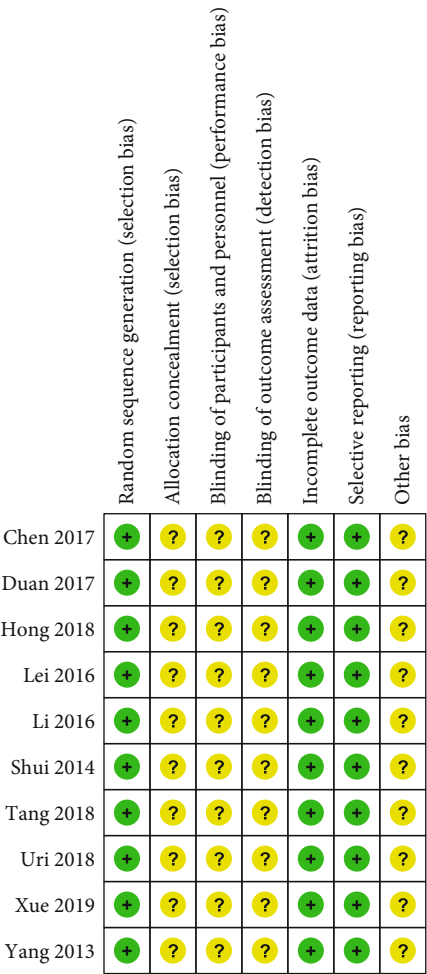 Random sequence generation (selection bias)
Allocation concealment (selection bias)
Blinding of participants and personnel (performance bias)
Blinding of outcome assessment (detection bias)
Incomplete outcome data (attrition bias)
Selective reporting (reporting bias)
Other bias
Chen 2017 + ? ? ? + + ?
Duan 2017 + ? ? ? + + ?
Hong 2018 + ? ? ? + + ?
Lei 2016 + ? ? ? + + ?
Li 2016 + ? ? ? + + ?
Shui 2014 + ? ? ? + + ?
Tang 2018 + ? ? ? + + ?
Uri 2018 + ? ? ? + + ?
Xue 2019 + ? ? ? + + ?
Yang 2013 + ? ? ? + + ?